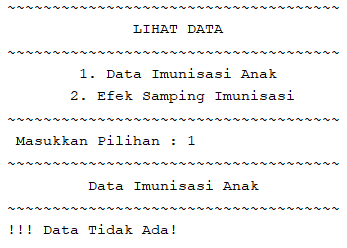 ~~~~~~~~~~~~~~~~~~~~~~~~~~~~~~~~~~~~~
LIHAT DATA
~~~~~~~~~~~~~~~~~~~~~~~~~~~~~~~~~~~~~
1. Data Imunisasi Anak
2. Efek Samping Imunisasi
~~~~~~~~~~~~~~~~~~~~~~~~~~~~~~~~~~~~~
Masukkan Pilihan : 1
~~~~~~~~~~~~~~~~~~~~~~~~~~~~~~~~~~~~~
Data Imunisasi Anak
~~~~~~~~~~~~~~~~~~~~~~~~~~~~~~~~~~~~~
!!! Data Tidak Ada!